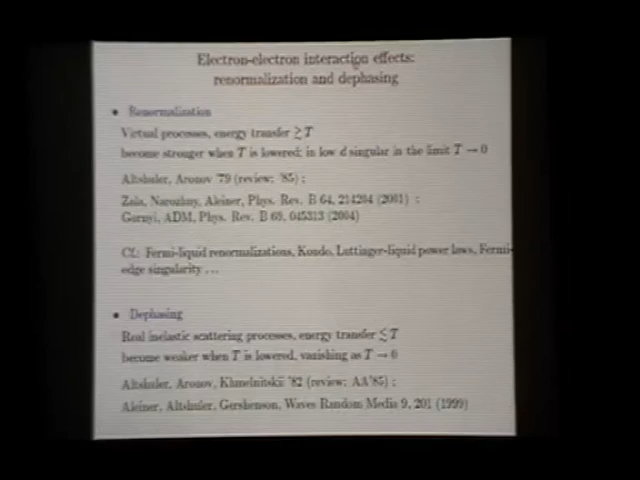 Electron-electron interaction effects:
renormalization and dephasing
• Renormalization
Virtual processes, energy transfer ≳ T
become stronger when T is lowered; in low d singular in the limit T → 0
Altshuler, Aronov '79 (review: '85) ;
Zala, Narozhny, Aleiner, Phys. Rev. B 64, 214204 (2001) ;
Gornyi, ADM, Phys. Rev. B 69, 045313 (2004)
Cf.: Fermi-liquid renormalizations, Kondo, Luttinger-liquid power laws, Fermi-
edge singularity ...
• Dephasing
Real inelastic scattering processes, energy transfer ≲ T
become weaker when T is lowered, vanishing as T → 0
Altshuler, Aronov, Khmelnitskii '82 (review: AA'85) ;
Aleiner, Altshuler, Gershenson, Waves Random Media 9, 201 (1999)